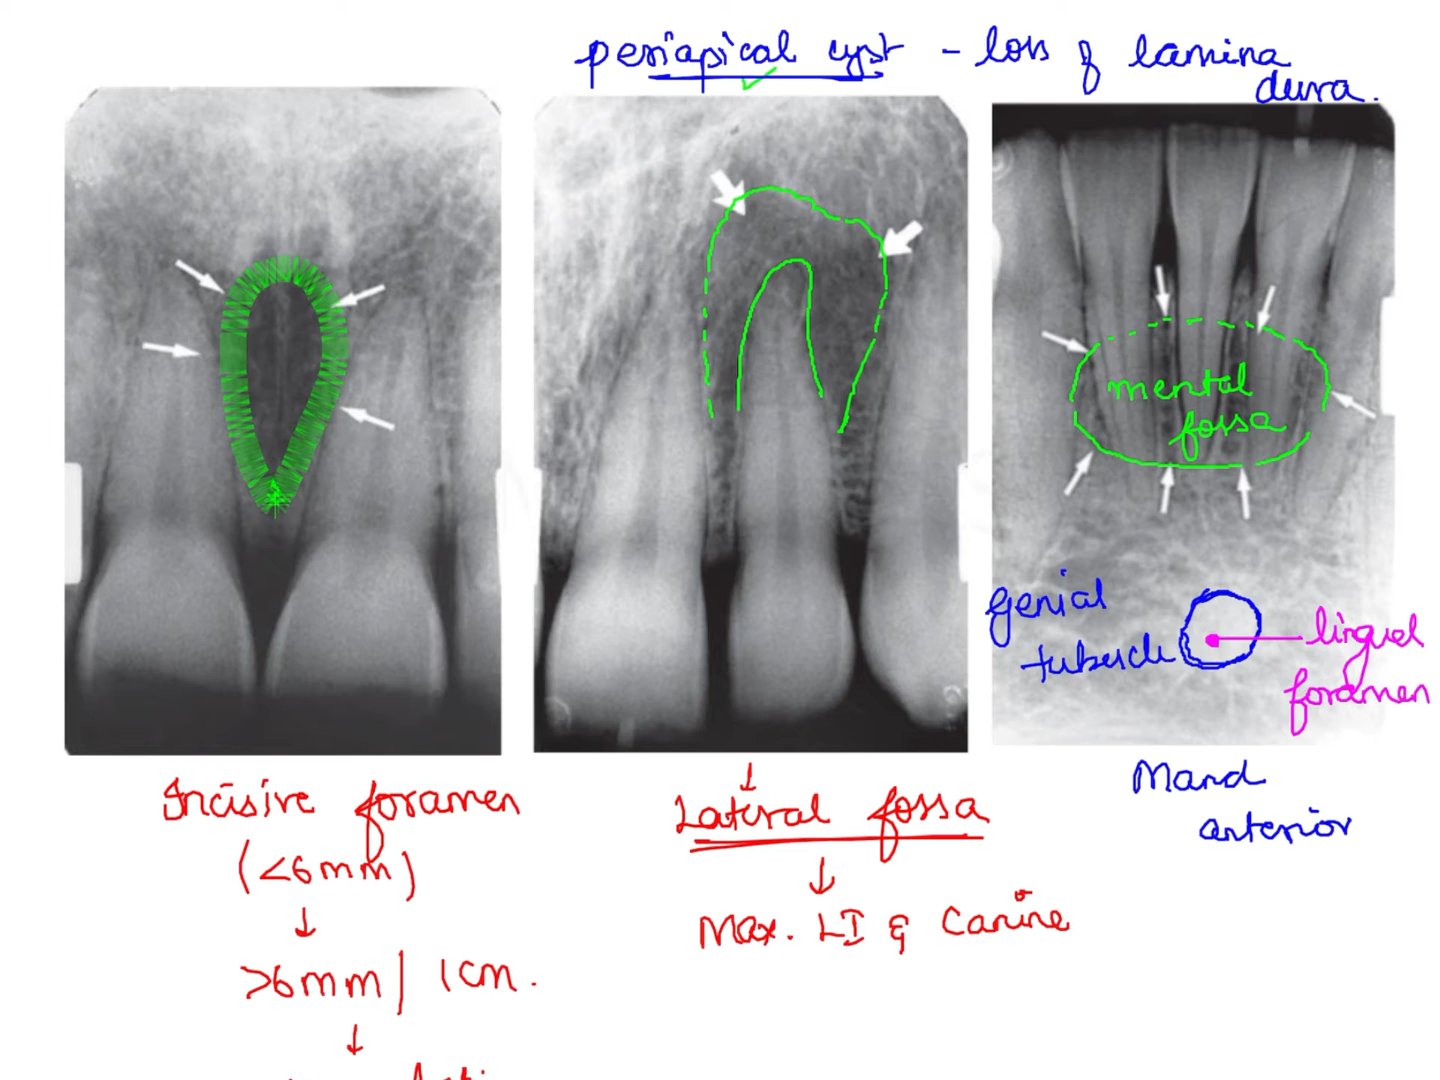 periapical cyst - loss of lamina
dura.
mental
fossa
Genial
tubercle
lingual
foramen
Incisive foramen
(<6mm)
↓
>6mm/ 1cm.
↓
↓
Lateral fossa
↓
Max. LI & Canine
Mand
anterior